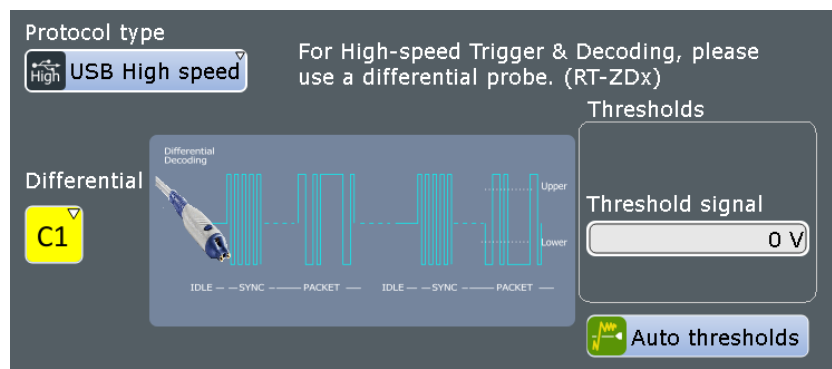 Protocol type
High USB High speed
For High-speed Trigger & Decoding, please
use a differential probe. (RT-ZDx)
Thresholds
Differential
Decoding
Differential
C1
Upper
Lower
IDLE — — SYNC — —— PACKET — IDLE — — SYNC — —— PACKET —
Threshold signal
0 V
Auto thresholds